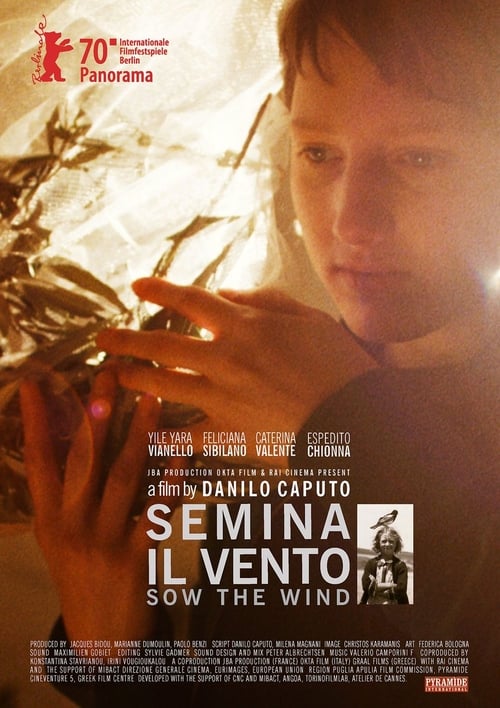 Berlinale
70 Internationale
Filmfestspiele
Berlin
Panorama
YILE YARA FELICIANA CATERINA ESPEDITO
VIANELLO SIBILANO VALENTE CHIONNA
JBA PRODUCTION OKTA FILM & RAI CINEMA PRESENT
a film by DANILO CAPUTO
SEMINA
IL VENTO
SOW THE WIND
PRODUCED BY JACQUES BIDOU, MARIANNE DUMOULIN, PAOLO BENZI SCRIPT DANILO CAPUTO, MILENA MAGNANI IMAGE CHRISTOS KARAMANIS ART FEDERICA BOLOGNA
SOUND MAXIMILIEN GOBIET EDITING SYLVIE GADMER SOUND DESIGN AND MIX PETER ALBRECHTSEN MUSIC VALERIO CAMPORINI F COPRODUCED BY
KONSTANTINA STAVRIANOU, IRINI VOUGIOUKALOU A COPRODUCTION JBA PRODUCTION (FRANCE) OKTA FILM (ITALY) GRAAL FILMS (GREECE) WITH RAI CINEMA
AND THE SUPPORT OF MIBACT DIREZIONE GENERALE CINEMA, EURIMAGES, EUROPEAN UNION REGION PUGLIA APULIA FILM COMMISSION, PYRAMIDE
CINEVENTURE 5, GREEK FILM CENTRE DEVELOPED WITH THE SUPPORT OF CNC AND MIBACT, ANGOA, TORINOFILMLAB, ATELIER DE CANNES.
PYRAMIDE
INTERNATIONAL